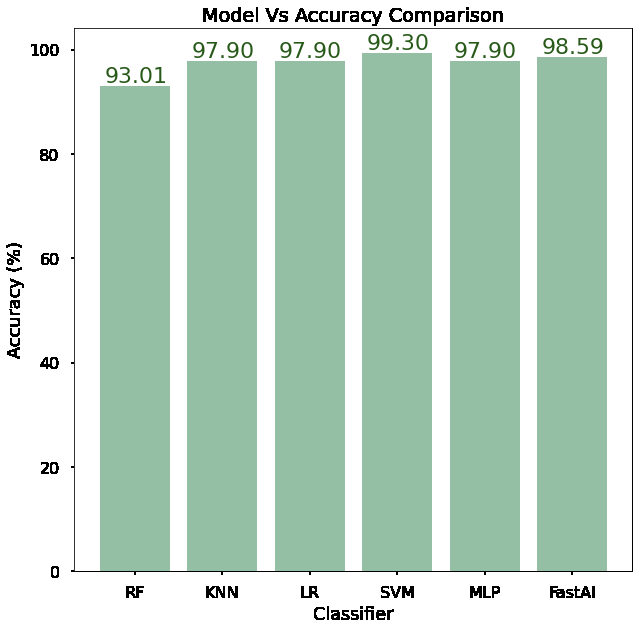 Model Vs Accuracy Comparison
100
80
60
40
20
0
Accuracy (%)
93.01
97.90
97.90
99.30
97.90
98.59
RF
KNN
LR
SVM
MLP
FastAI
Classifier